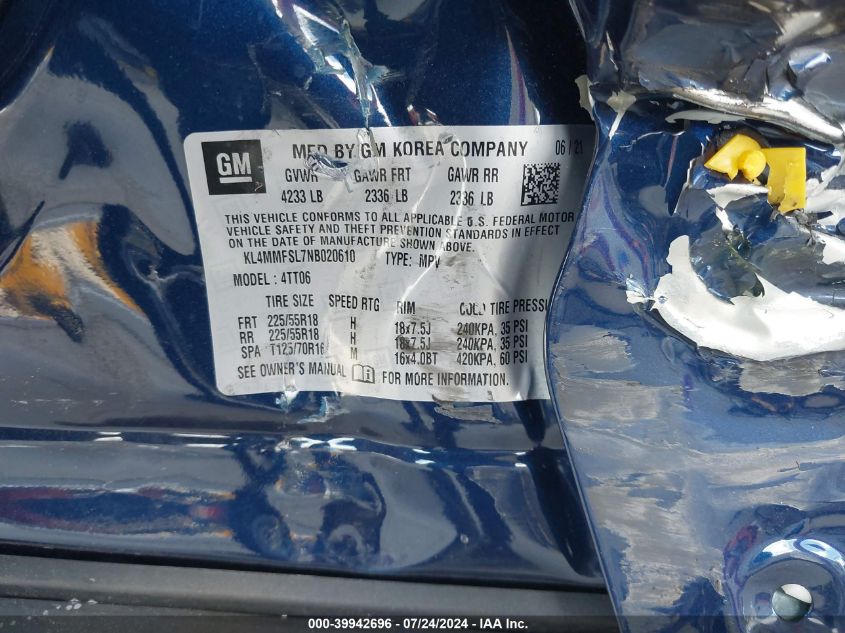 GM MFD BY GM KOREA COMPANY 06 / 21
GVWR GAWR FRT GAWR RR
4233 LB 2336 LB 2336 LB
THIS VEHICLE CONFORMS TO ALL APPLICABLE U.S. FEDERAL MOTOR
VEHICLE SAFETY AND THEFT PREVENTION STANDARDS IN EFFECT
ON THE DATE OF MANUFACTURE SHOWN ABOVE.
KL4MMFSL7NB020610 TYPE: MPV
MODEL: 4TT06
TIRE SIZE SPEED RTG RIM COLD TIRE PRESSU
FRT 225/55R18 H 18x7.5J 240KPA, 35 PSI
RR 225/55R18 H 18x7.5J 240KPA, 35 PSI
SPA T125/70R16 M 16x4.0BT 420KPA, 60 PSI
SEE OWNER'S MANUAL FOR MORE INFORMATION.
000-39942696 / 07/24/2024 - IAA Inc.